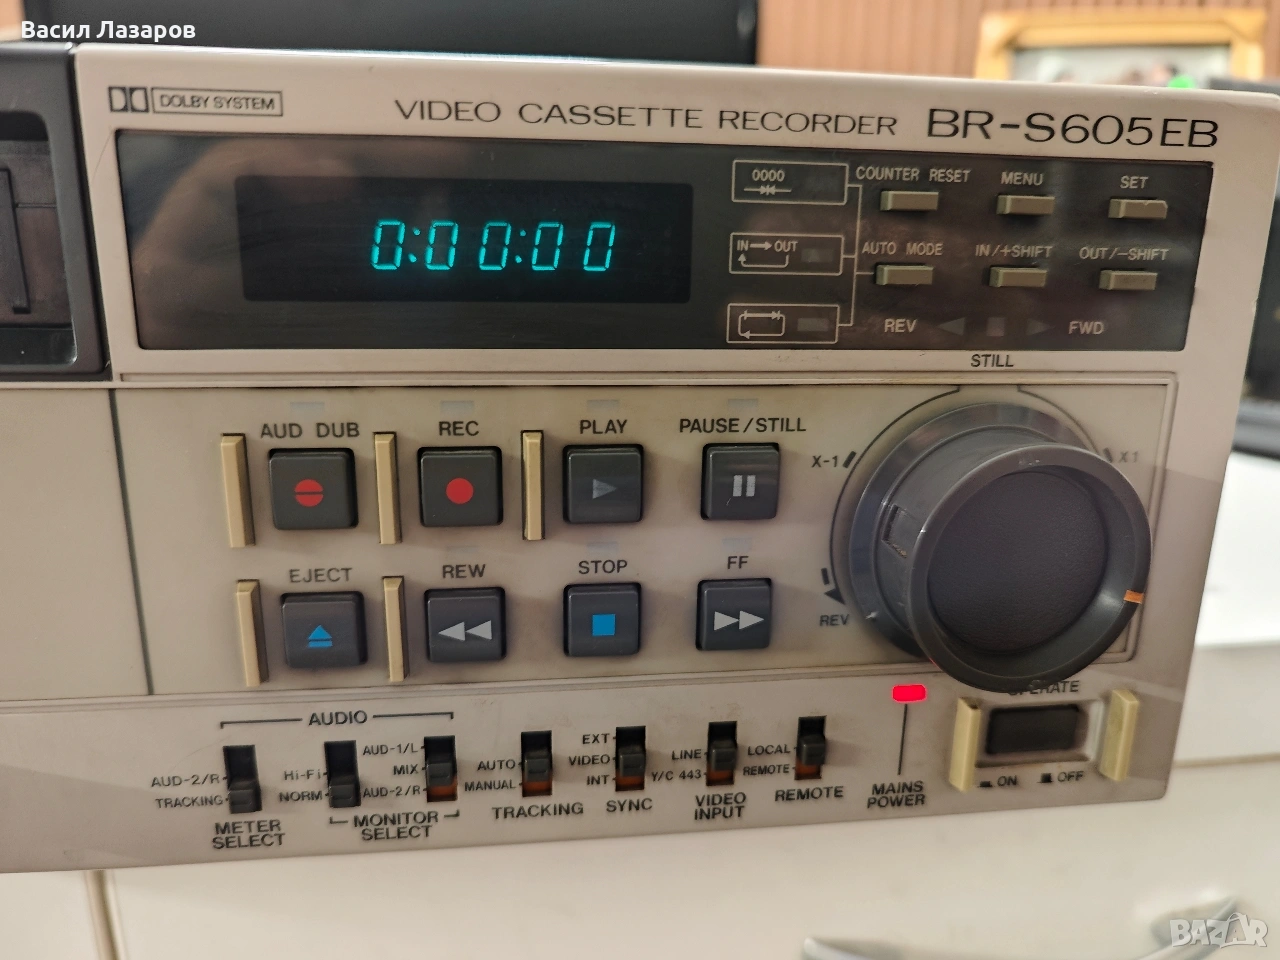 Васил Лазаров
DOLBY SYSTEM
VIDEO CASSETTE RECORDER BR-S605EB
0000
COUNTER RESET MENU SET
0:00:00
IN OUT
AUTO MODE IN/+SHIFT OUT/-SHIFT
REV FWD
STILL
AUD DUB REC PLAY PAUSE/STILL
X-1 X1
EJECT REW STOP FF
REV
OPERATE
ON OFF
AUDIO
AUD-2/R
TRACKING
METER
SELECT
Hi-Fi
NORM
AUD-1/L
MIX
AUD-2/R
MONITOR
SELECT
AUTO
MANUAL
TRACKING
EXT
VIDEO
INT
SYNC
LINE
Y/C 443
VIDEO
INPUT
LOCAL
REMOTE
REMOTE
MAINS
POWER
BAZAR